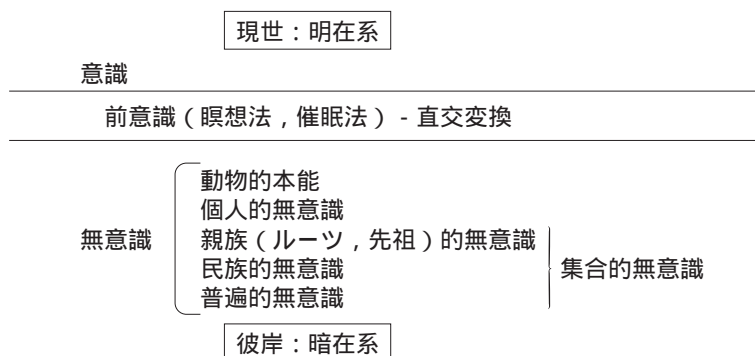 現世：明在系
意識
前意識（瞑想法，催眠法）- 直交変換
動物的本能
個人的無意識
無意識 親族（ルーツ，先祖）的無意識
民族的無意識 集合的無意識
普遍的無意識
彼岸：暗在系